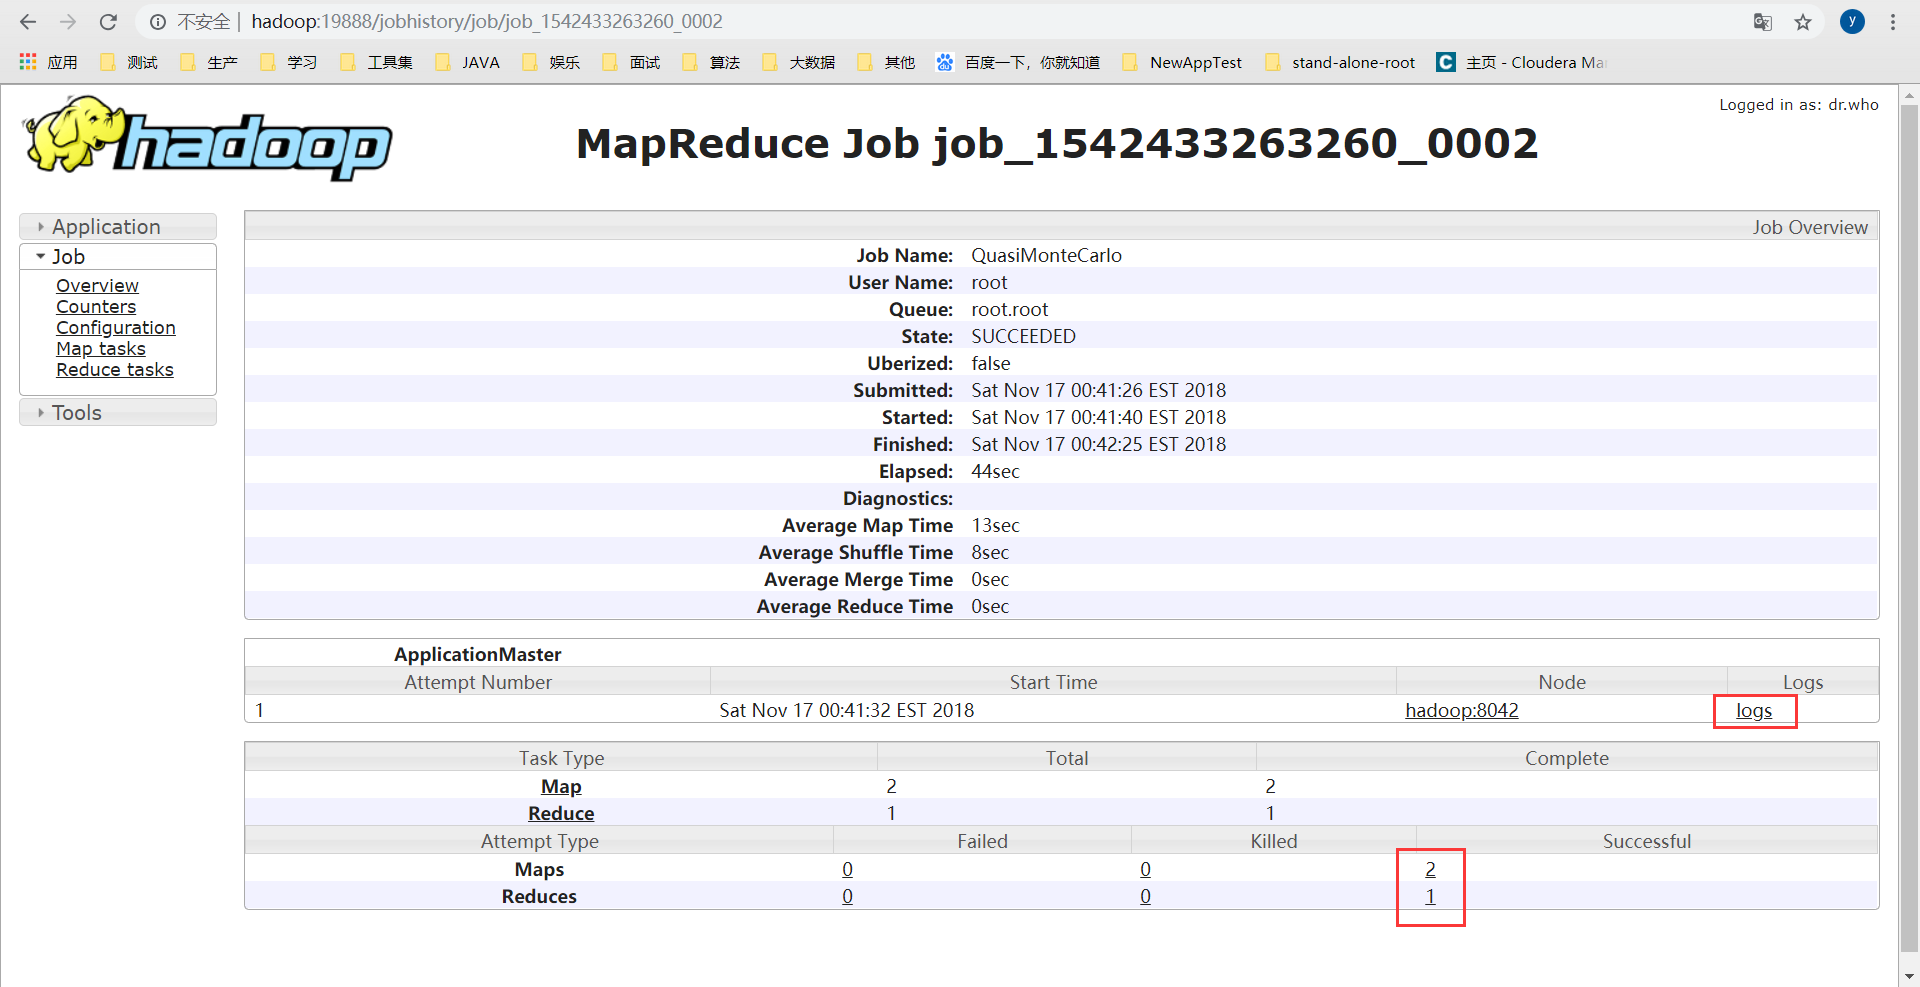 不安全 | hadoop:19888/jobhistory/job/job_1542433263260_0002 y
应用 测试 生产 学习 工具集 JAVA 娱乐 面试 算法 大数据 其他 百度一下，你就知道 NewAppTest stand-alone-root 主页 - Cloudera Ma
Logged in as: dr.who
hadoop
MapReduce Job job_1542433263260_0002
Application
Job
Overview
Counters
Configuration
Map tasks
Reduce tasks
Tools
Job Overview
Job Name: QuasiMonteCarlo
User Name: root
Queue: root.root
State: SUCCEEDED
Uberized: false
Submitted: Sat Nov 17 00:41:26 EST 2018
Started: Sat Nov 17 00:41:40 EST 2018
Finished: Sat Nov 17 00:42:25 EST 2018
Elapsed: 44sec
Diagnostics:
Average Map Time 13sec
Average Shuffle Time 8sec
Average Merge Time 0sec
Average Reduce Time 0sec
ApplicationMaster
Attempt Number Start Time Node Logs
1 Sat Nov 17 00:41:32 EST 2018 hadoop:8042 logs
Task Type Total Complete
Map 2 2
Reduce 1 1
Attempt Type Failed Killed Successful
Maps 0 0 2
Reduces 0 0 1